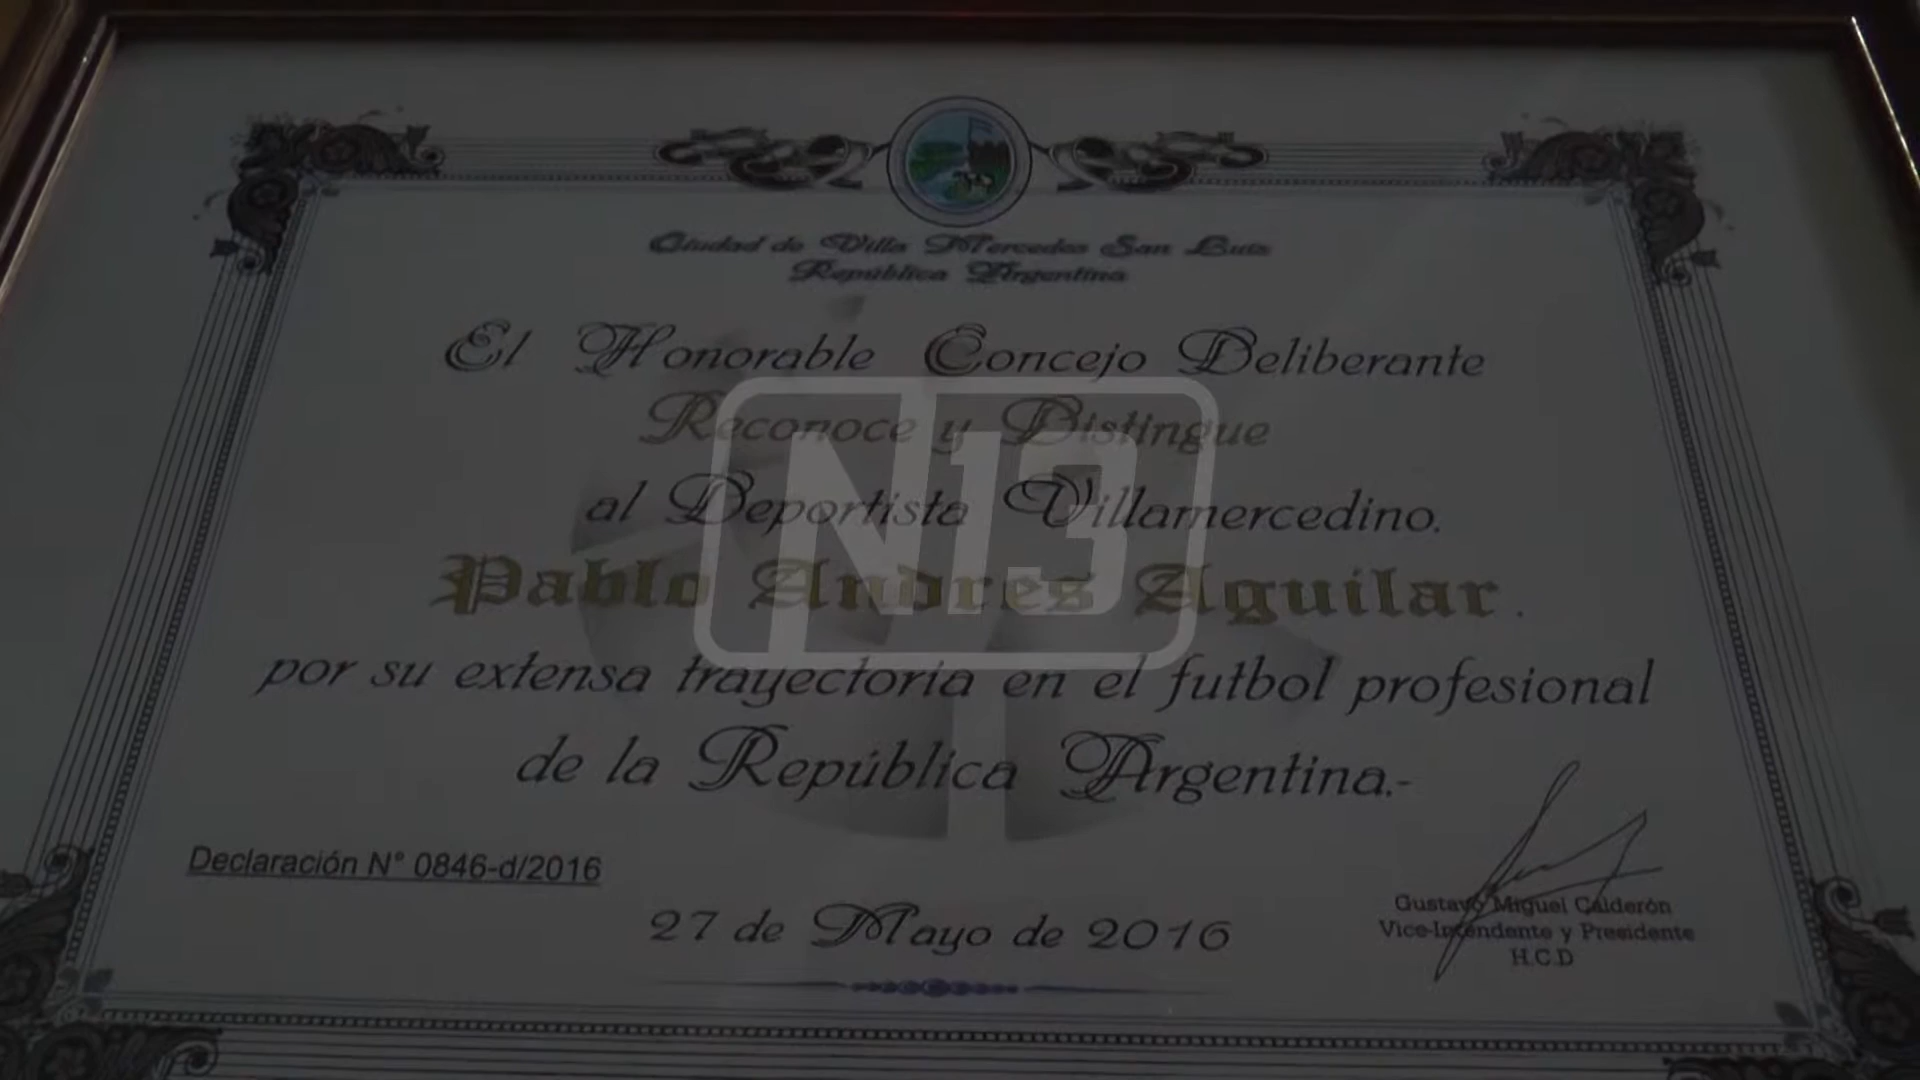 Ciudad de Villa Mercedes San Luis
República Argentina
El Honorable Concejo Deliberante
Reconoce y Distingue
al Deportista Villamercedino.
Pablo Andres Aguilar.
N13
por su extensa trayectoria en el futbol profesional
de la República Argentina.-
Declaración N° 0846-d/2016
27 de Mayo de 2016
Gustavo Miguel Calderón
Vice-Intendente y Presidente
H.C.D